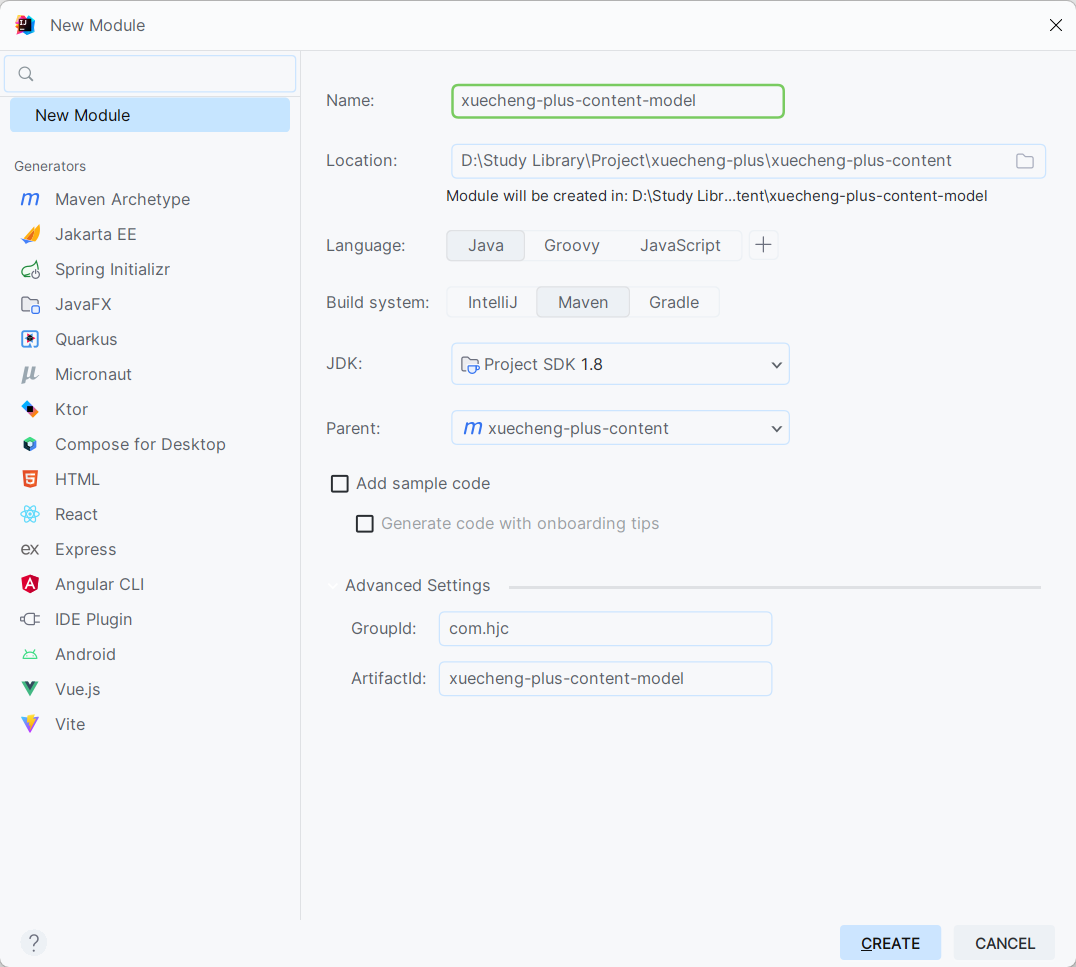 New Module
New Module
Generators
Maven Archetype
Jakarta EE
Spring Initializr
JavaFX
Quarkus
Micronaut
Ktor
Compose for Desktop
HTML
React
ex Express
Angular CLI
IDE Plugin
Android
Vue.js
Vite
?
Name: xuecheng-plus-content-model
Location: D:\Study Library\Project\xuecheng-plus\xuecheng-plus-content
Module will be created in: D:\Study Libr...tent\xuecheng-plus-content-model
Language: Java Groovy JavaScript +
Build system: IntelliJ Maven Gradle
JDK: Project SDK 1.8
Parent: m xuecheng-plus-content
Add sample code
Generate code with onboarding tips
Advanced Settings
GroupId: com.hjc
ArtifactId: xuecheng-plus-content-model
CREATE CANCEL